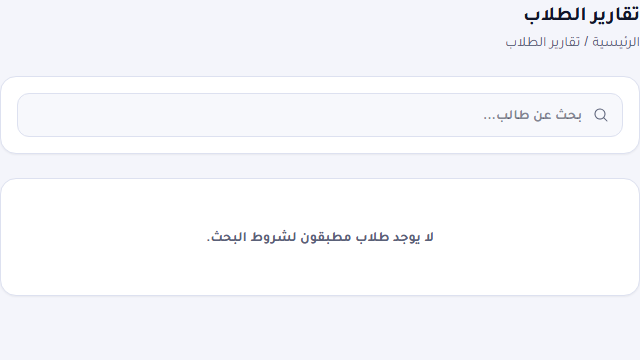 تقارير الطلاب
الرئيسية / تقارير الطلاب
بحث عن طالب...
لا يوجد طلاب مطبقون لشروط البحث.